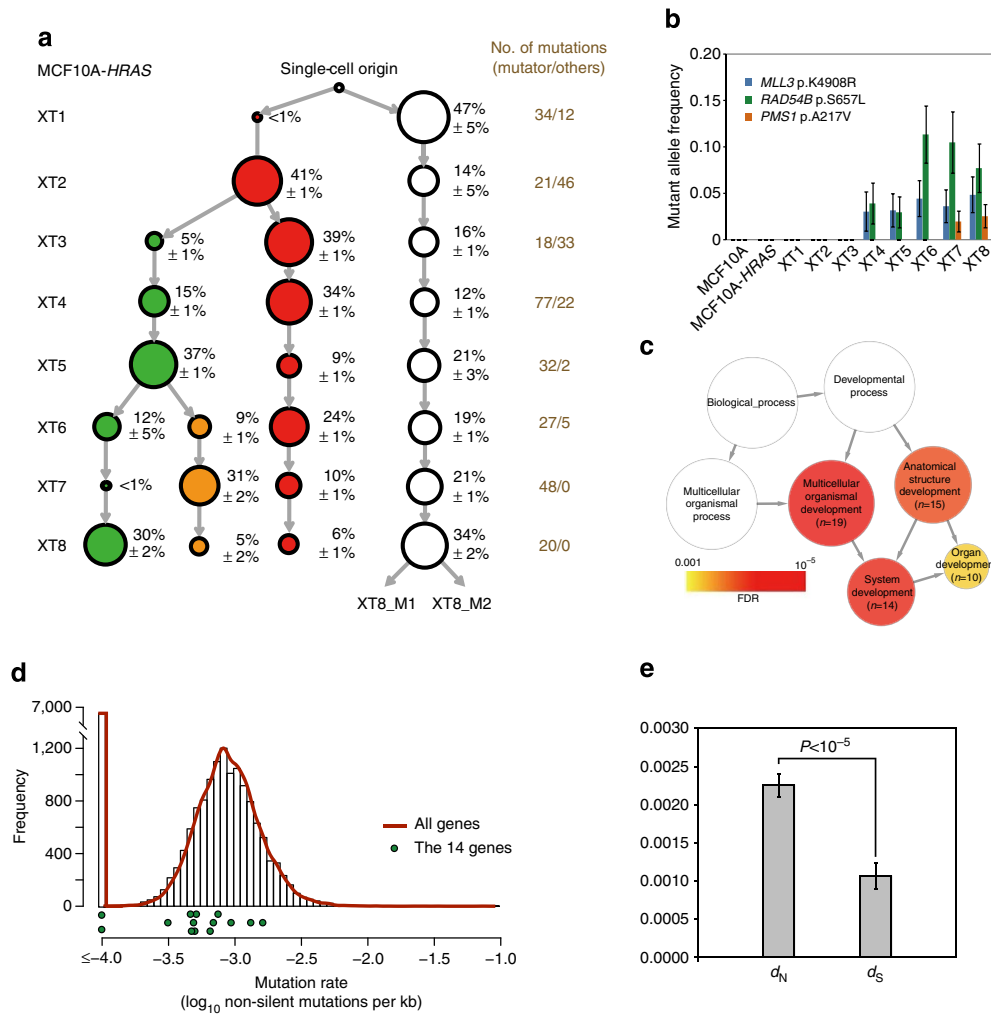 a
MCF10A-HRAS
Single-cell origin
No. of mutations
(mutator/others)
XT1
<1%
47%
± 5%
34/12
XT2
41%
± 1%
14%
± 5%
21/46
XT3
5%
± 1%
39%
± 1%
16%
± 1%
18/33
XT4
15%
± 1%
34%
± 1%
12%
± 1%
77/22
XT5
37%
± 1%
9%
± 1%
21%
± 3%
32/2
XT6
12%
± 5%
9%
± 1%
24%
± 1%
19%
± 1%
27/5
XT7
<1%
31%
± 2%
10%
± 1%
21%
± 1%
48/0
XT8
30%
± 2%
5%
± 2%
6%
± 1%
34%
± 2%
20/0
XT8_M1 XT8_M2
b
Mutant allele frequency
0.20
0.15
0.10
0.05
0
MLL3 p.K4908R
RAD54B p.S657L
PMS1 p.A217V
MCF10A
MCF10A-HRAS
XT1
XT2
XT3
XT4
XT5
XT6
XT7
XT8
c
Biological_process
Developmental
process
Multicellular
organismal
process
Multicellular
organismal
development
(n=19)
Anatomical
structure
development
(n=15)
System
development
(n=14)
Organ
development
(n=10)
0.001
10⁻⁵
FDR
d
Frequency
7,000
1,200
800
400
0
All genes
The 14 genes
≤−4.0 −3.5 −3.0 −2.5 −2.0 −1.5 −1.0
Mutation rate
(log₁₀ non-silent mutations per kb)
e
0.0030
0.0025
0.0020
0.0015
0.0010
0.0005
0.0000
P<10⁻⁵
dN
dS